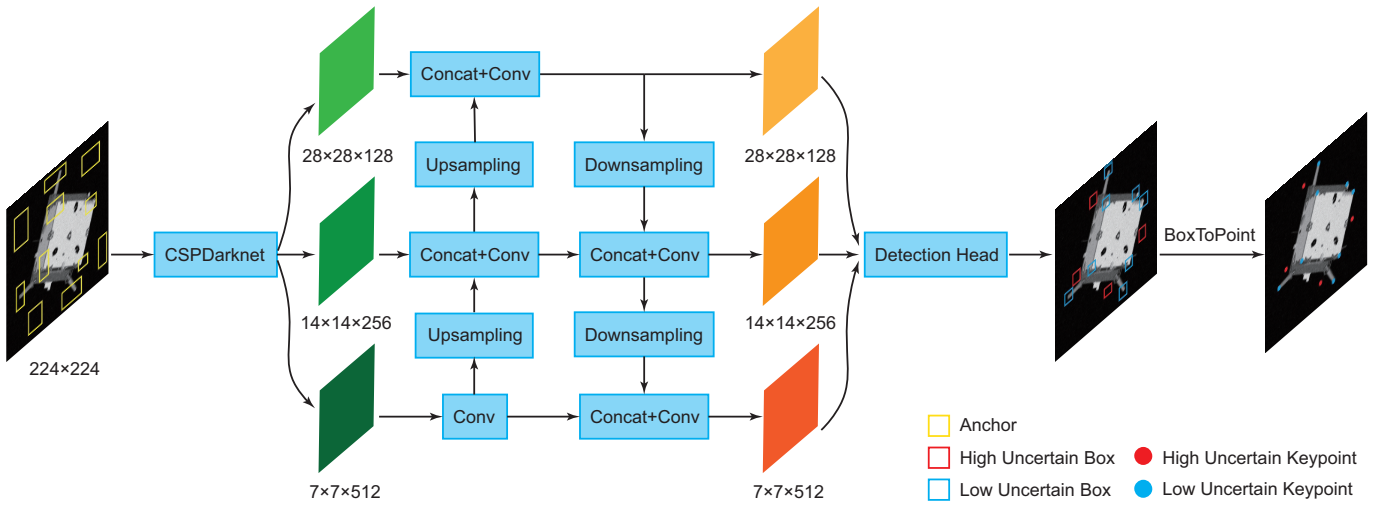 Concat+Conv
28×28×128
Upsampling
Downsampling
28×28×128
CSPDarknet
Concat+Conv
Concat+Conv
Detection Head
BoxToPoint
14×14×256
Upsampling
Downsampling
14×14×256
224×224
Conv
Concat+Conv
7×7×512
7×7×512
Anchor
High Uncertain Box
High Uncertain Keypoint
Low Uncertain Box
Low Uncertain Keypoint